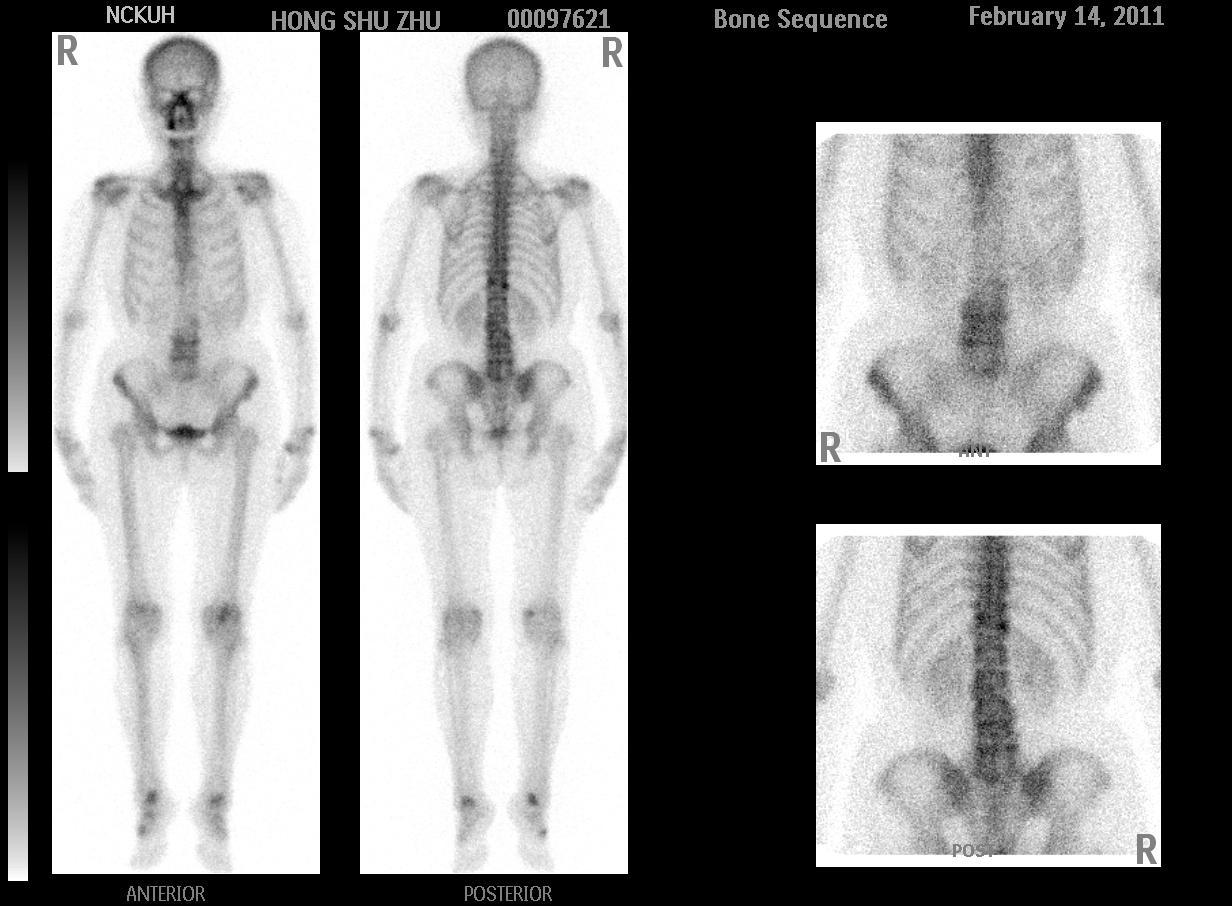 NCKUH HONG SHU ZHU 00097621 Bone Sequence February 14, 2011
R R
R
ANT
POST R
ANTERIOR POSTERIOR